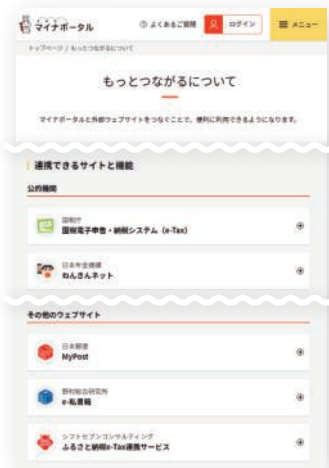 マイナポータル
よくあるご質問
ログイン
メニュー
トップページ / もっとつながるについて
もっとつながるについて
マイナポータルと外部ウェブサイトをつなぐことで、便利に利用できるようになります。
連携できるサイトと機能
公的機関
国税庁
国税電子申告・納税システム（e-Tax）
日本年金機構
ねんきんネット
その他のウェブサイト
日本郵便
MyPost
野村総合研究所
e-私書箱
シフトセブンコンサルティング
ふるさと納税e-Tax連携サービス